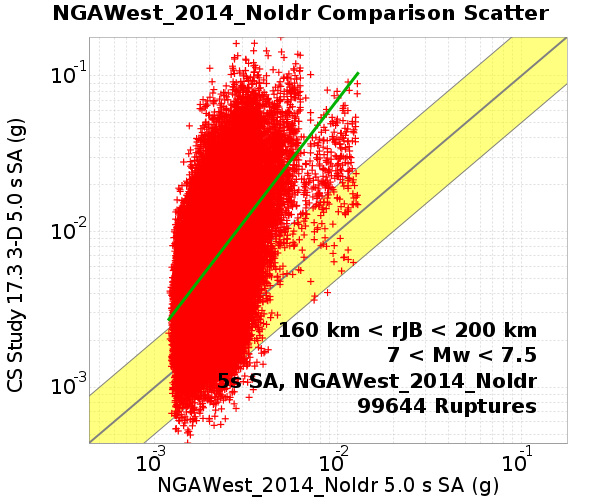 NGAWest_2014_NoIdr Comparison Scatter
CS Study 17.3 3-D 5.0 s SA (g)
10-1
10-2
10-3
160 km < rJB < 200 km
7 < Mw < 7.5
5s SA, NGAWest_2014_NoIdr
99644 Ruptures
10-3 10-2 10-1
NGAWest_2014_NoIdr 5.0 s SA (g)